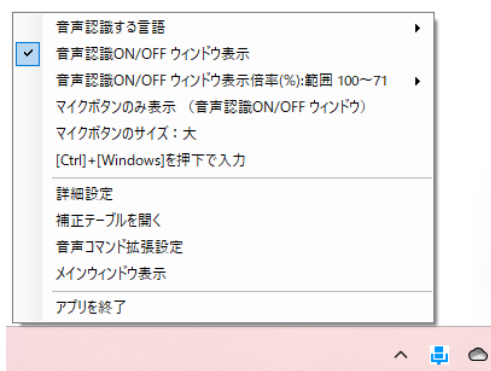 音声認識する言語
音声認識ON/OFF ウィンドウ表示
音声認識ON/OFF ウィンドウ表示倍率(%):範囲 100～71
マイクボタンのみ表示 （音声認識ON/OFF ウィンドウ）
マイクボタンのサイズ：大
[Ctrl]+[Windows]を押下で入力
詳細設定
補正テーブルを開く
音声コマンド拡張設定
メインウィンドウ表示
アプリを終了